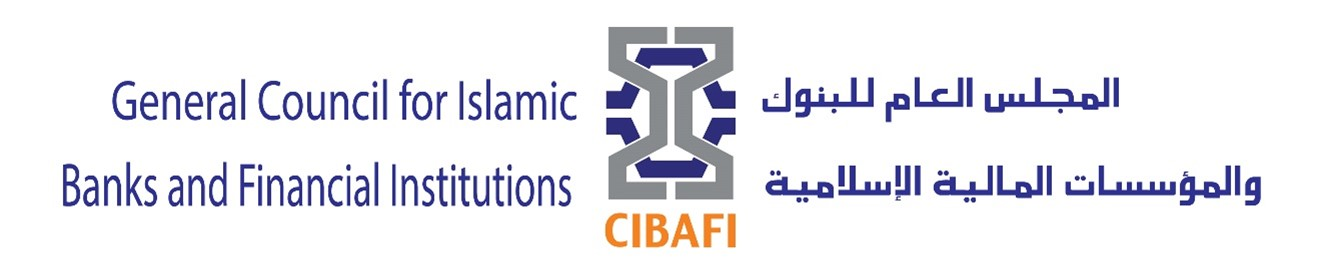 General Council for Islamic
Banks and Financial Institutions
CIBAFI
المجلس العام للبنوك
والمؤسسات المالية الإسلامية